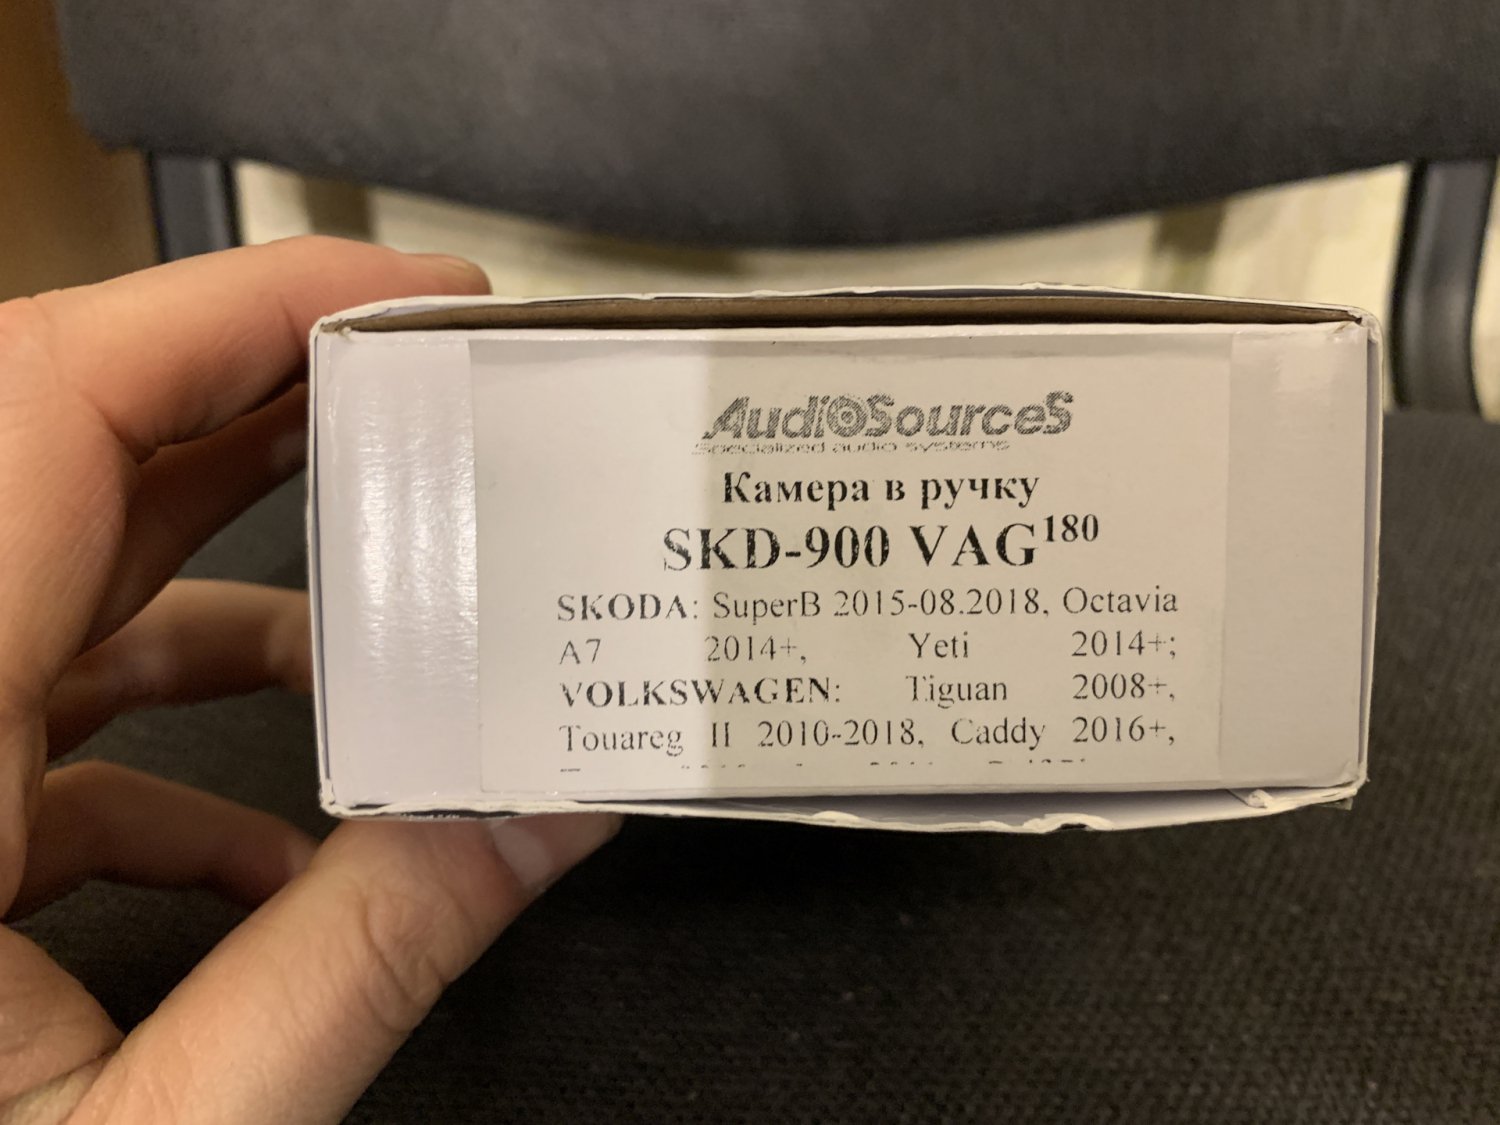 AudioSourceS
Specialized audio systems
Камера в ручку
SKD-900 VAG180
SKODA: SuperB 2015-08.2018, Octavia
A7 2014+, Yeti 2014+;
VOLKSWAGEN: Tiguan 2008+,
Touareg II 2010-2018, Caddy 2016+,